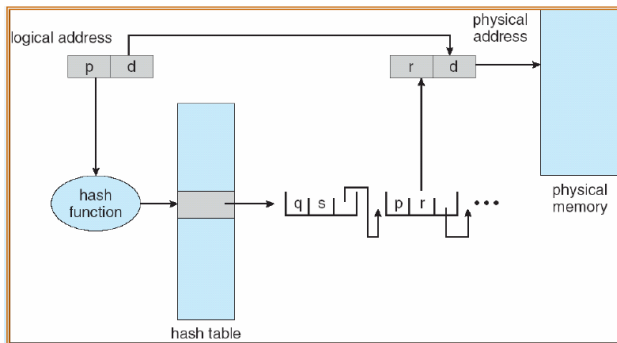 logical address
physical
address
p d
r d
hash
function
q s
p r
•••
physical
memory
hash table